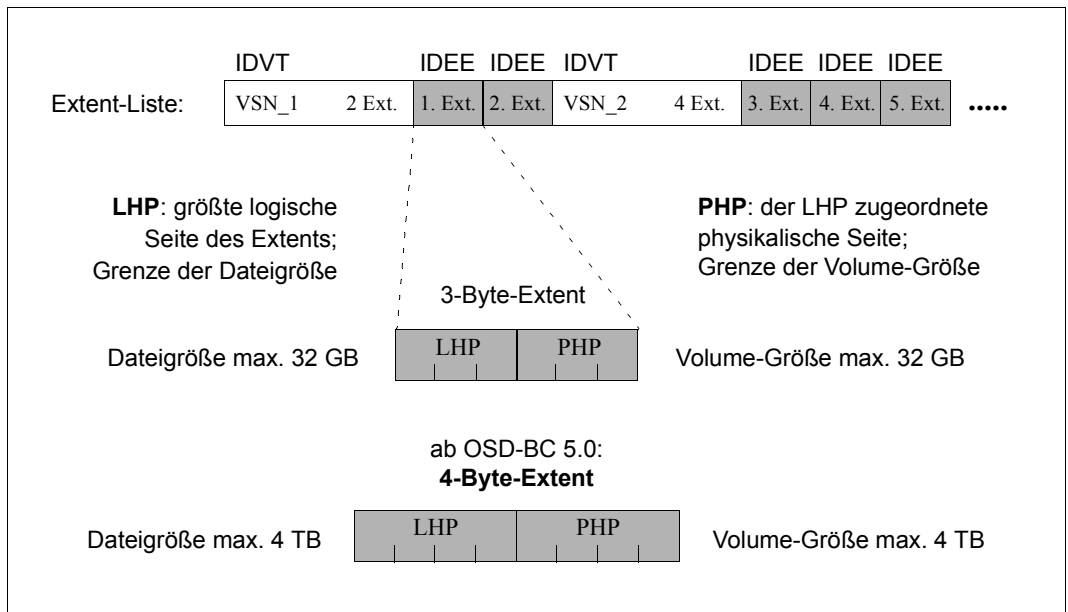 IDVT IDEE IDEE IDVT IDEE IDEE IDEE
Extent-Liste: VSN_1 2 Ext. 1. Ext. 2. Ext. VSN_2 4 Ext. 3. Ext. 4. Ext. 5. Ext. .....
LHP: größte logische
Seite des Extents;
Grenze der Dateigröße
PHP: der LHP zugeordnete
physikalische Seite;
Grenze der Volume-Größe
3-Byte-Extent
Dateigröße max. 32 GB LHP PHP Volume-Größe max. 32 GB
ab OSD-BC 5.0:
4-Byte-Extent
Dateigröße max. 4 TB LHP PHP Volume-Größe max. 4 TB